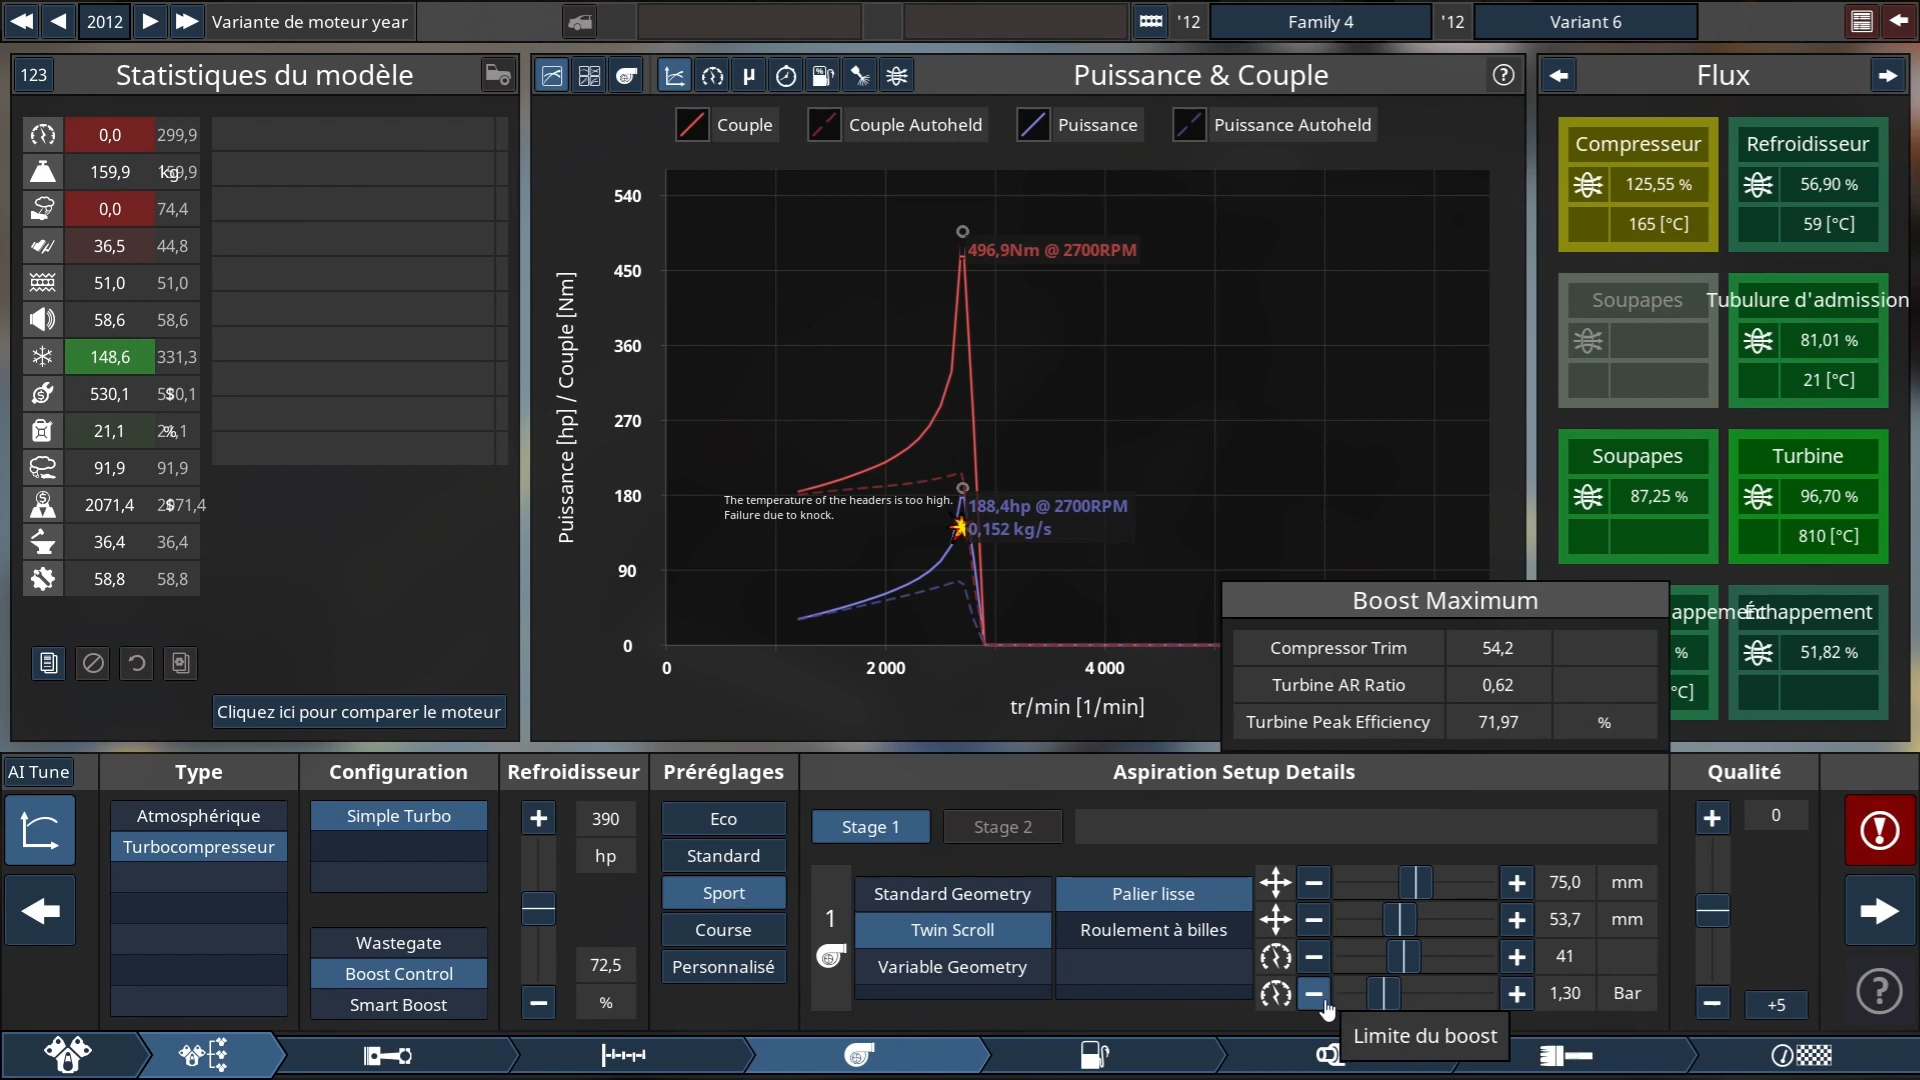 2012
Variante de moteur year
'12
Family 4
'12
Variant 6
123
Statistiques du modèle
0,0 299,9
159,9 kg
0,0 74,4
36,5 44,8
51,0 51,0
58,6 58,6
148,6 331,3
530,1 $
21,1 %
91,9 91,9
2071,4 $
36,4 36,4
58,8 58,8
Cliquez ici pour comparer le moteur
µ
Puissance & Couple
?
Couple
Couple Autoheld
Puissance
Puissance Autoheld
Puissance [hp] / Couple [Nm]
540
450
360
270
180
90
0
0
2 000
4 000
tr/min [1/min]
496,9Nm @ 2700RPM
The temperature of the headers is too high.
Failure due to knock.
188,4hp @ 2700RPM
0,152 kg/s
Flux
Compresseur
125,55 %
165 [°C]
Refroidisseur
56,90 %
59 [°C]
Soupapes
Tubulure d'admission
81,01 %
21 [°C]
Soupapes
87,25 %
Turbine
96,70 %
810 [°C]
%
Échappement
51,82 %
Boost Maximum
Compressor Trim 54,2
Turbine AR Ratio 0,62
Turbine Peak Efficiency 71,97 %
AI Tune
Type
Atmosphérique
Turbocompresseur
Configuration
Simple Turbo
Wastegate
Boost Control
Smart Boost
Refroidisseur
390
hp
72,5
%
Préréglages
Eco
Standard
Sport
Course
Personnalisé
Aspiration Setup Details
Stage 1
Stage 2
1
Standard Geometry
Twin Scroll
Variable Geometry
Palier lisse
Roulement à billes
75,0 mm
53,7 mm
41
1,30 Bar
Limite du boost
Qualité
0
+5
?